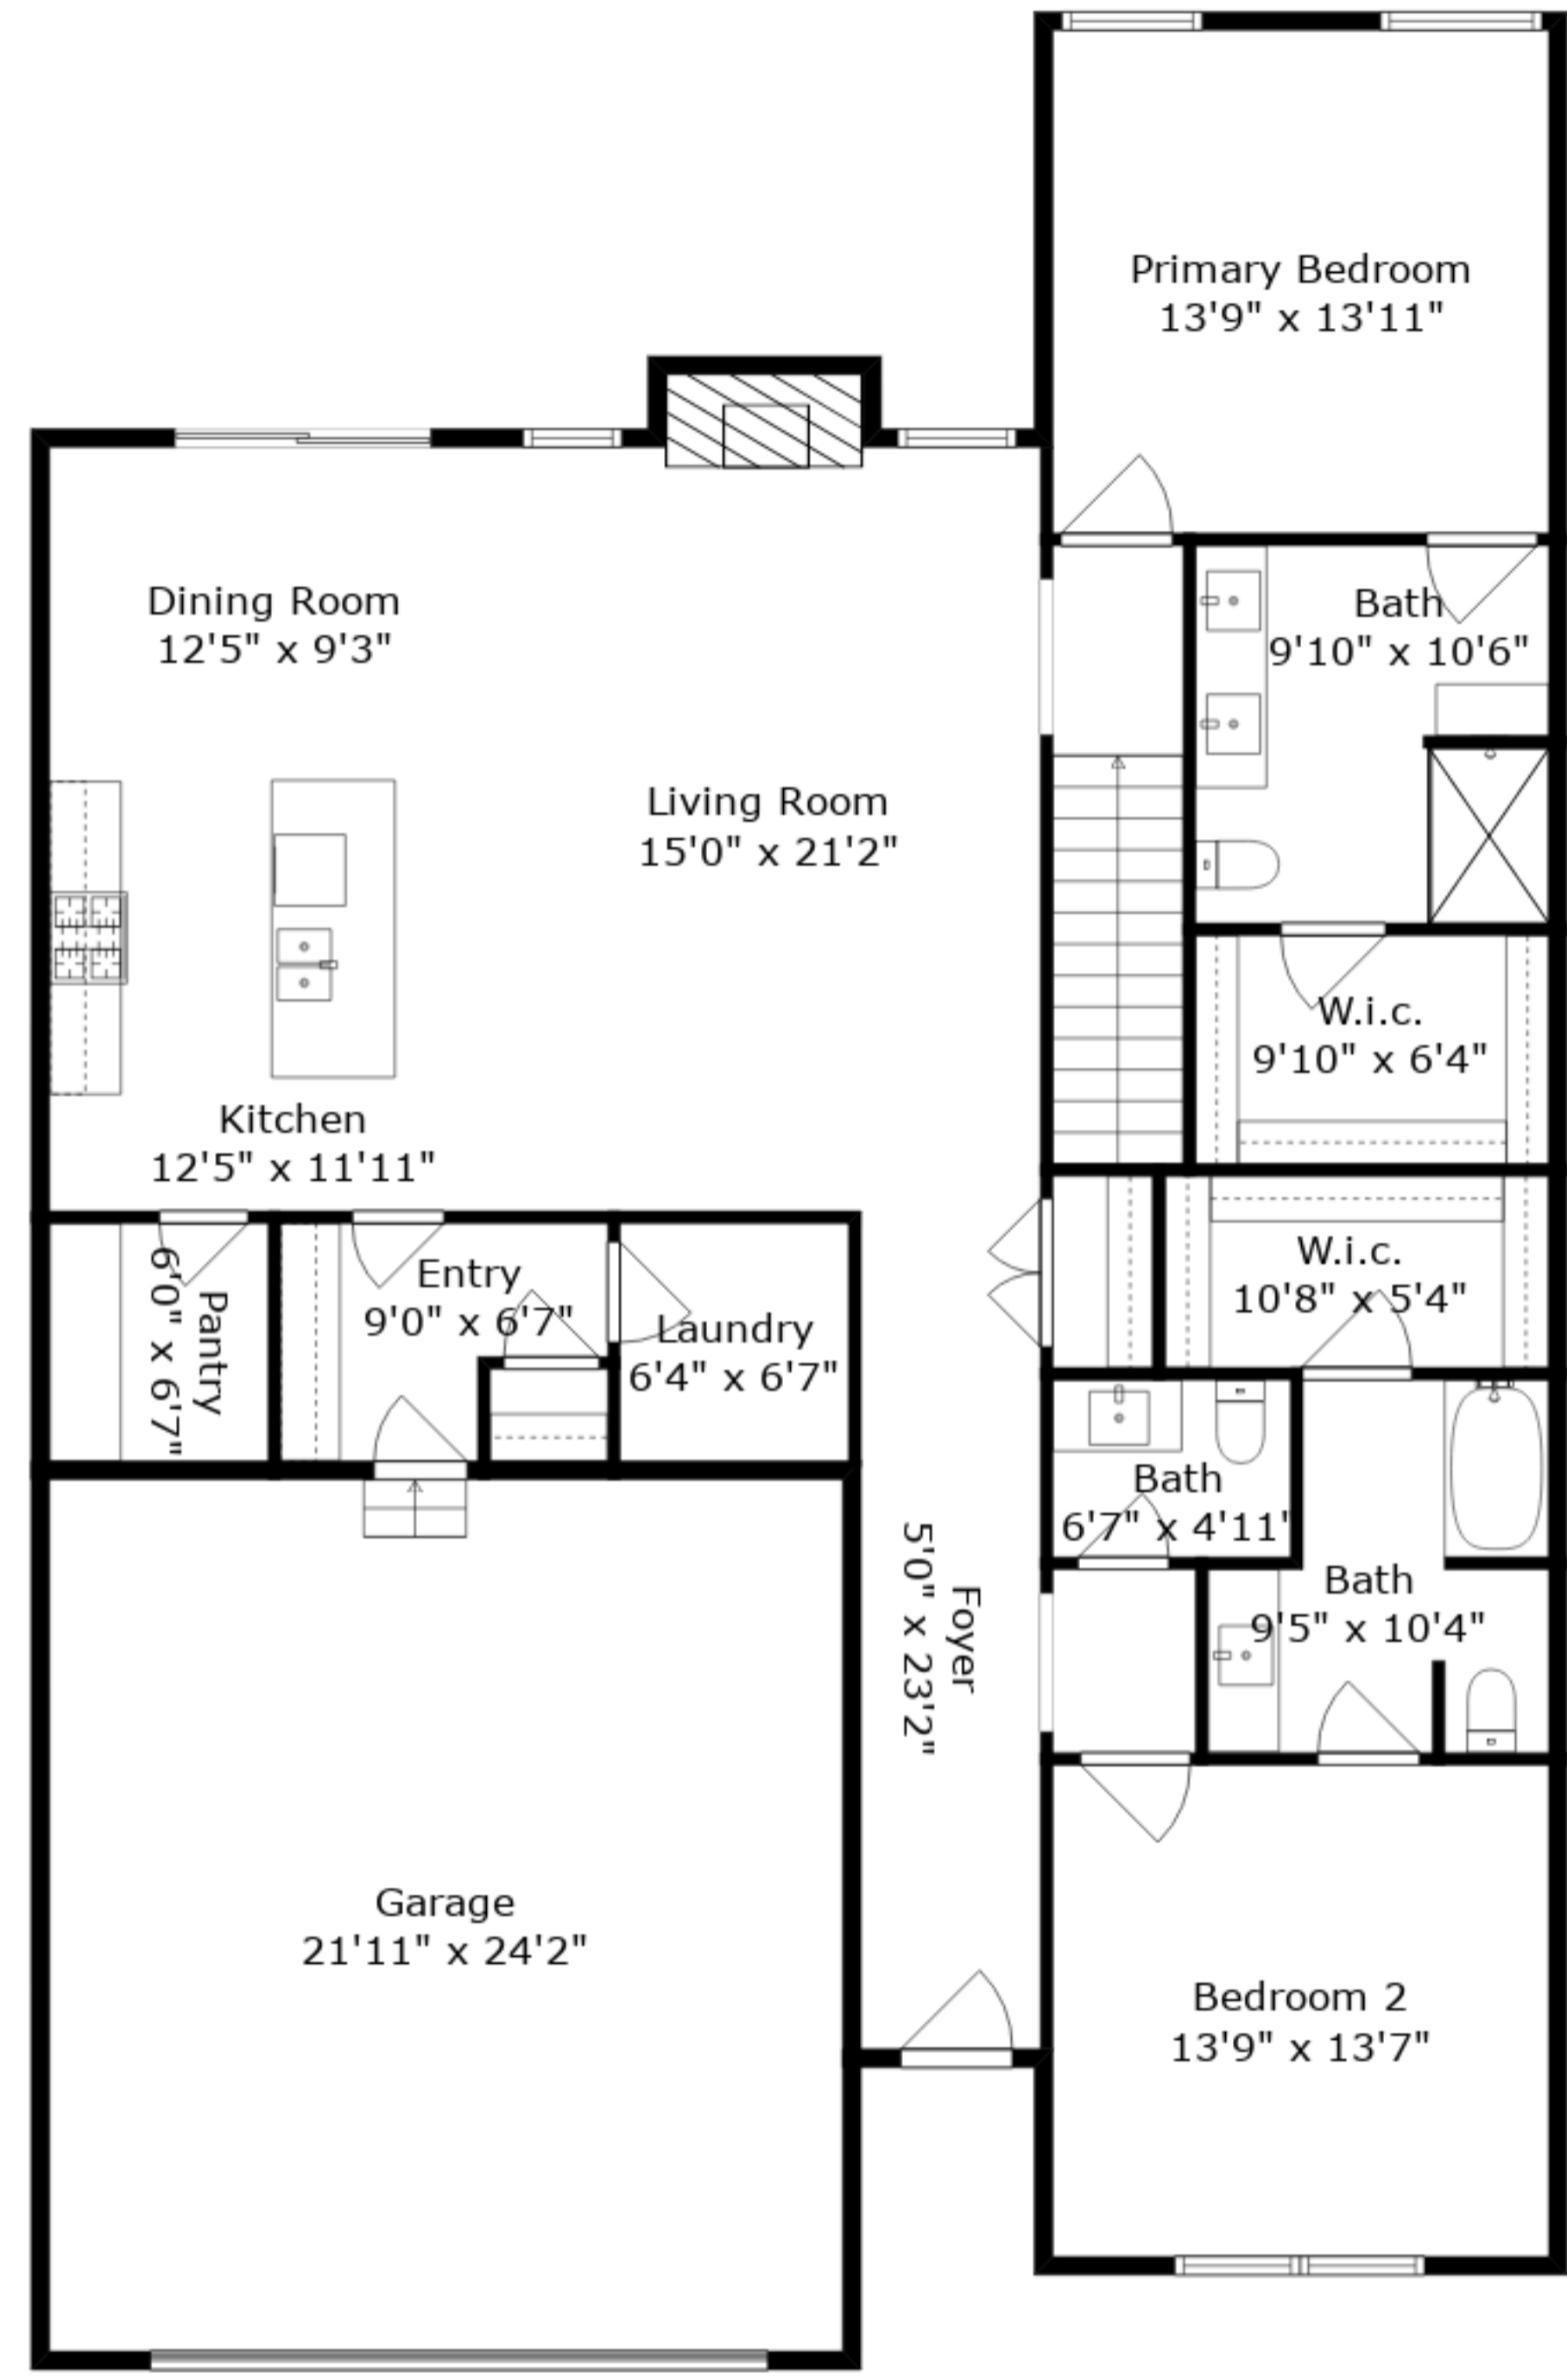 Primary Bedroom
13'9" x 13'11"
Dining Room
12'5" x 9'3"
Bath
9'10" x 10'6"
Living Room
15'0" x 21'2"
W.i.c.
9'10" x 6'4"
Kitchen
12'5" x 11'11"
Pantry
6'0" x 6'7"
Entry
9'0" x 6'7"
Laundry
6'4" x 6'7"
W.i.c.
10'8" x 5'4"
Bath
6'7" x 4'11"
Bath
9'5" x 10'4"
Foyer
5'0" x 23'2"
Garage
21'11" x 24'2"
Bedroom 2
13'9" x 13'7"